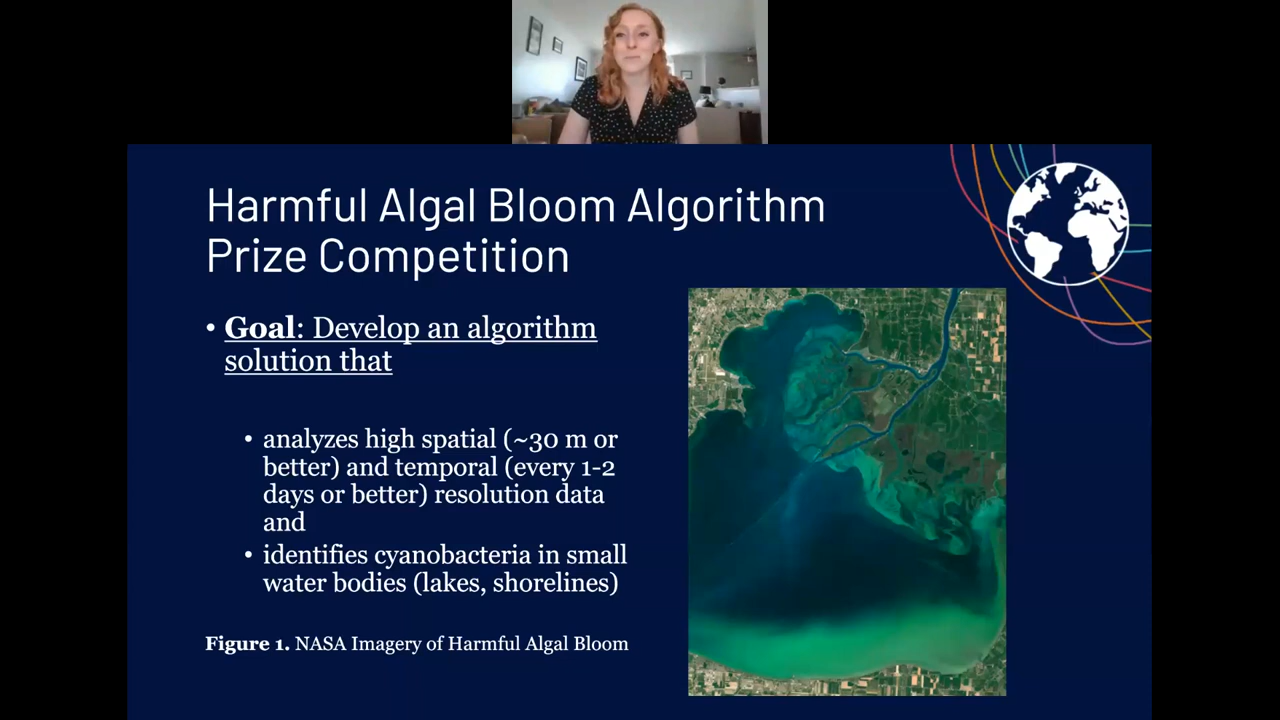 Harmful Algal Bloom Algorithm
Prize Competition
• Goal: Develop an algorithm
solution that
• analyzes high spatial (~30 m or
better) and temporal (every 1-2
days or better) resolution data
and
• identifies cyanobacteria in small
water bodies (lakes, shorelines)
Figure 1. NASA Imagery of Harmful Algal Bloom